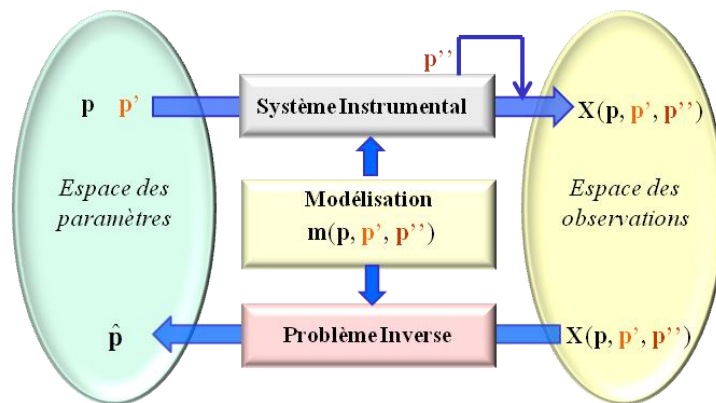 p’’
p p’
Système Instrumental
X(p, p’, p’’)
Espace des
paramètres
Modélisation
m(p, p’, p’’)
Espace des
observations
p̂
Problème Inverse
X(p, p’, p’’)